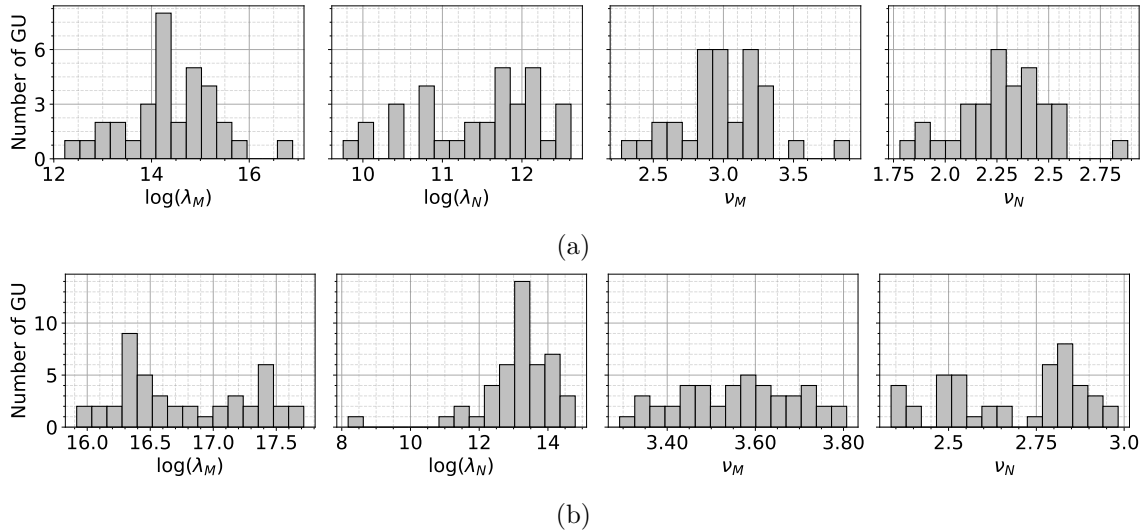 Number of GU
6
3
0
12 14 16
log(λ_M)
10 11 12
log(λ_N)
2.5 3.0 3.5
ν_M
1.75 2.0 2.25 2.5 2.75
ν_N
(a)
Number of GU
10
5
0
16.0 16.5 17.0 17.5
log(λ_M)
8 10 12 14
log(λ_N)
3.40 3.60 3.80
ν_M
2.5 2.75 3.0
ν_N
(b)